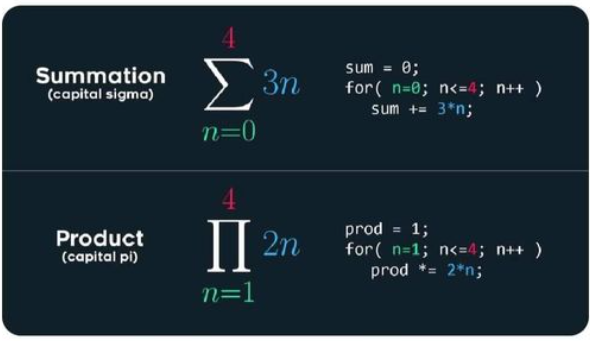 Summation
(capital sigma)
4
∑ 3n
n=0
sum = 0;
for( n=0; n<=4; n++ )
sum += 3*n;
Product
(capital pi)
4
∏ 2n
n=1
prod = 1;
for( n=1; n<=4; n++ )
prod *= 2*n;